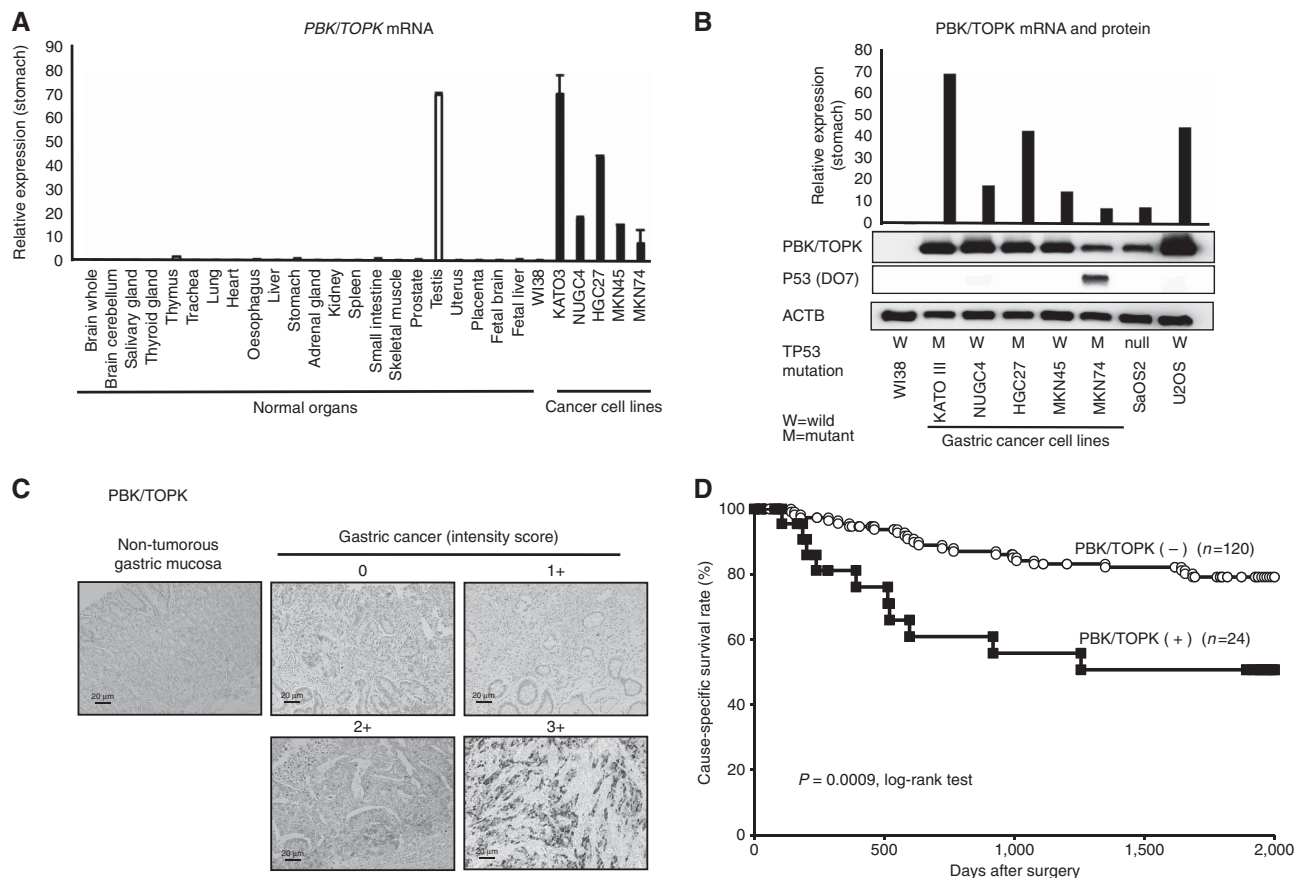 A
PBK/TOPK mRNA
Relative expression (stomach)
90
80
70
60
50
40
30
20
10
0
Brain whole
Brain cerebellum
Salivary gland
Thyroid gland
Thymus
Trachea
Lung
Heart
Oesophagus
Liver
Stomach
Adrenal gland
Kidney
Spleen
Small intestine
Skeletal muscle
Prostate
Testis
Uterus
Placenta
Fetal brain
Fetal liver
WI38
KATO3
NUGC4
HGC27
MKN45
MKN74
Normal organs
Cancer cell lines
B
PBK/TOPK mRNA and protein
Relative expression
(stomach)
80
70
60
50
40
30
20
10
0
PBK/TOPK
P53 (DO7)
ACTB
TP53
mutation
W
M
W
M
W
M
null
W
WI38
KATO III
NUGC4
HGC27
MKN45
MKN74
SaOS2
U2OS
W=wild
M=mutant
Gastric cancer cell lines
C
PBK/TOPK
Non-tumorous
gastric mucosa
Gastric cancer (intensity score)
0
1+
20 μm
20 μm
20 μm
2+
3+
20 μm
20 μm
D
Cause-specific survival rate (%)
100
80
60
40
20
0
PBK/TOPK (−) (n=120)
PBK/TOPK (+) (n=24)
P = 0.0009, log-rank test
0
500
1,000
1,500
2,000
Days after surgery